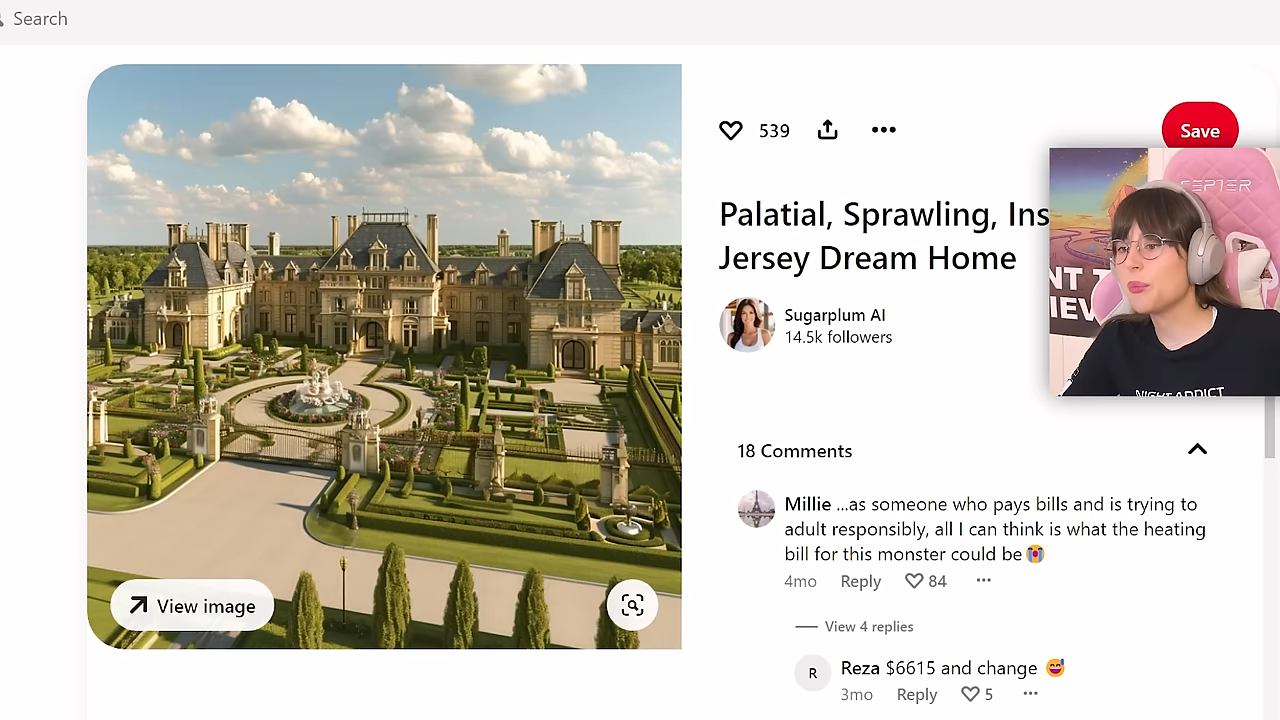 Search
539
Save
Palatial, Sprawling, Ins
Jersey Dream Home
Sugarplum AI
14.5k followers
18 Comments
Millie ...as someone who pays bills and is trying to
adult responsibly, all I can think is what the heating
bill for this monster could be😭
4mo Reply 84 ...
View 4 replies
R
Reza $6615 and change 😅
3mo Reply 5 ...
View image
NT
IEV